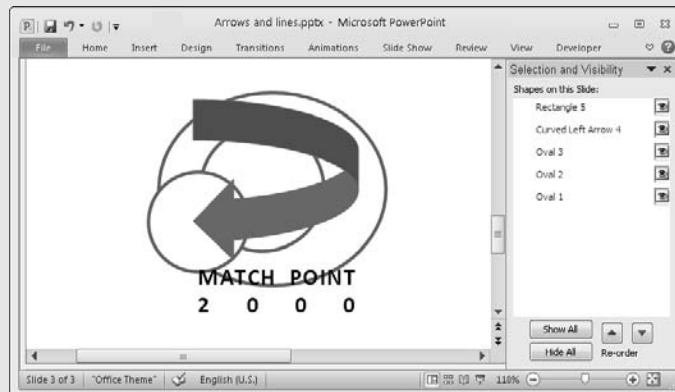 Arrows and lines.pptx - Microsoft PowerPoint
File Home Insert Design Transitions Animations Slide Show Review View Developer
Selection and Visibility
Shapes on this Slide:
Rectangle 5
Curved Left Arrow 4
Oval 3
Oval 2
Oval 1
MATCH POINT
2 0 0 0
Show All
Hide All Re-order
Slide 3 of 3 "Office Theme" English (U.S.) 110%